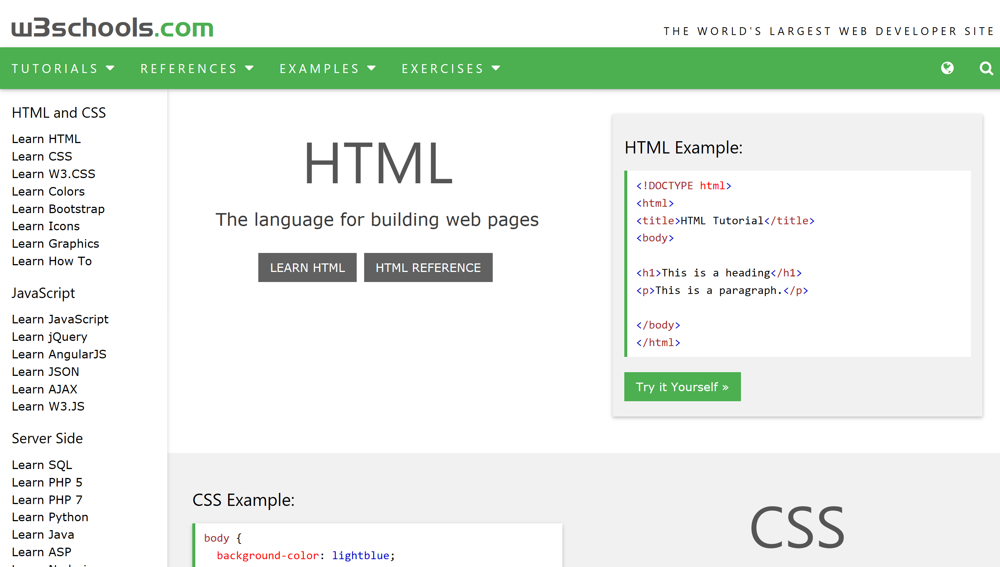 w3schools.com
THE WORLD'S LARGEST WEB DEVELOPER SITE
TUTORIALS REFERENCES EXAMPLES EXERCISES
HTML and CSS
Learn HTML
Learn CSS
Learn W3.CSS
Learn Colors
Learn Bootstrap
Learn Icons
Learn Graphics
Learn How To
JavaScript
Learn JavaScript
Learn jQuery
Learn AngularJS
Learn JSON
Learn AJAX
Learn W3.JS
Server Side
Learn SQL
Learn PHP 5
Learn PHP 7
Learn Python
Learn Java
Learn ASP
HTML
The language for building web pages
LEARN HTML
HTML REFERENCE
HTML Example:
<!DOCTYPE html>
<html>
<title>HTML Tutorial</title>
<body>
<h1>This is a heading</h1>
<p>This is a paragraph.</p>
</body>
</html>
Try it Yourself »
CSS Example:
body {
background-color: lightblue;
CSS